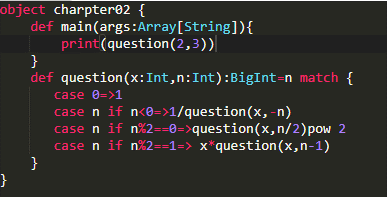 object charpter02 {
def main(args:Array[String]){
print(question(2,3))
}
def question(x:Int,n:Int):BigInt=n match {
case 0=>1
case n if n<0=>1/question(x,-n)
case n if n%2==0=>question(x,n/2)pow 2
case n if n%2==1=> x*question(x,n-1)
}
}